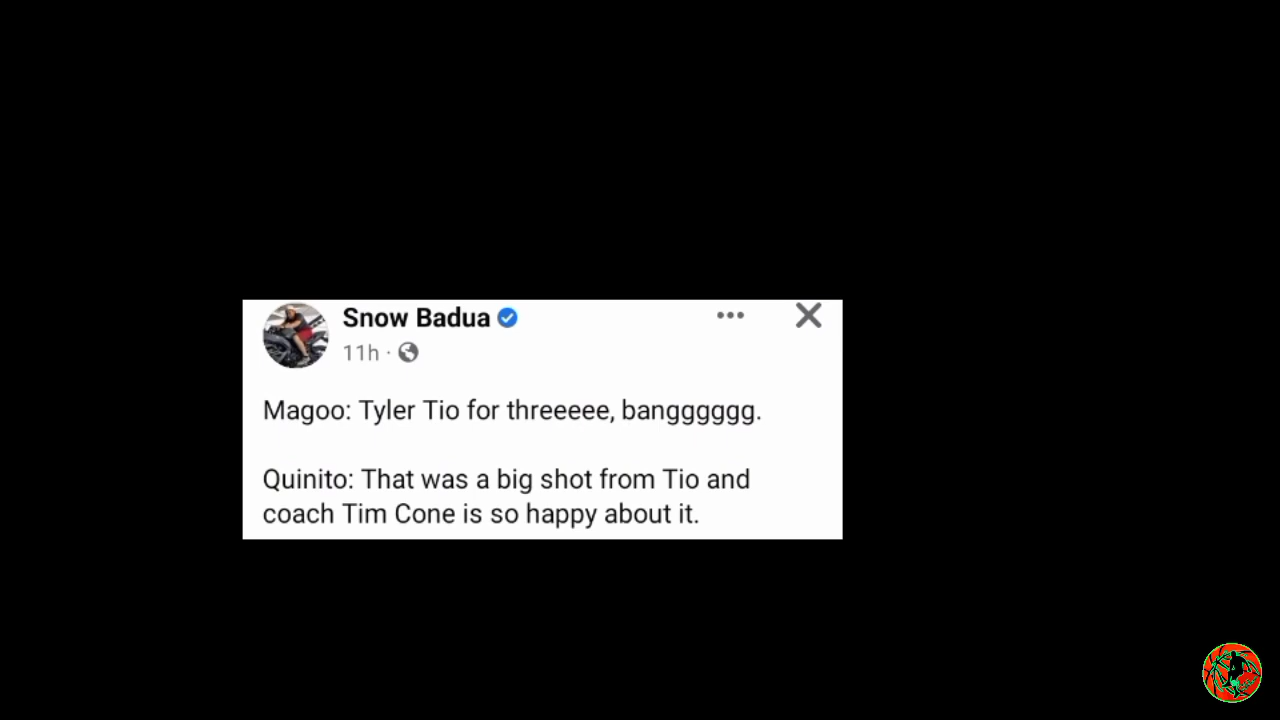 Snow Badua
11h ·
Magoo: Tyler Tio for threeeee, bangggggg.
Quinito: That was a big shot from Tio and
coach Tim Cone is so happy about it.